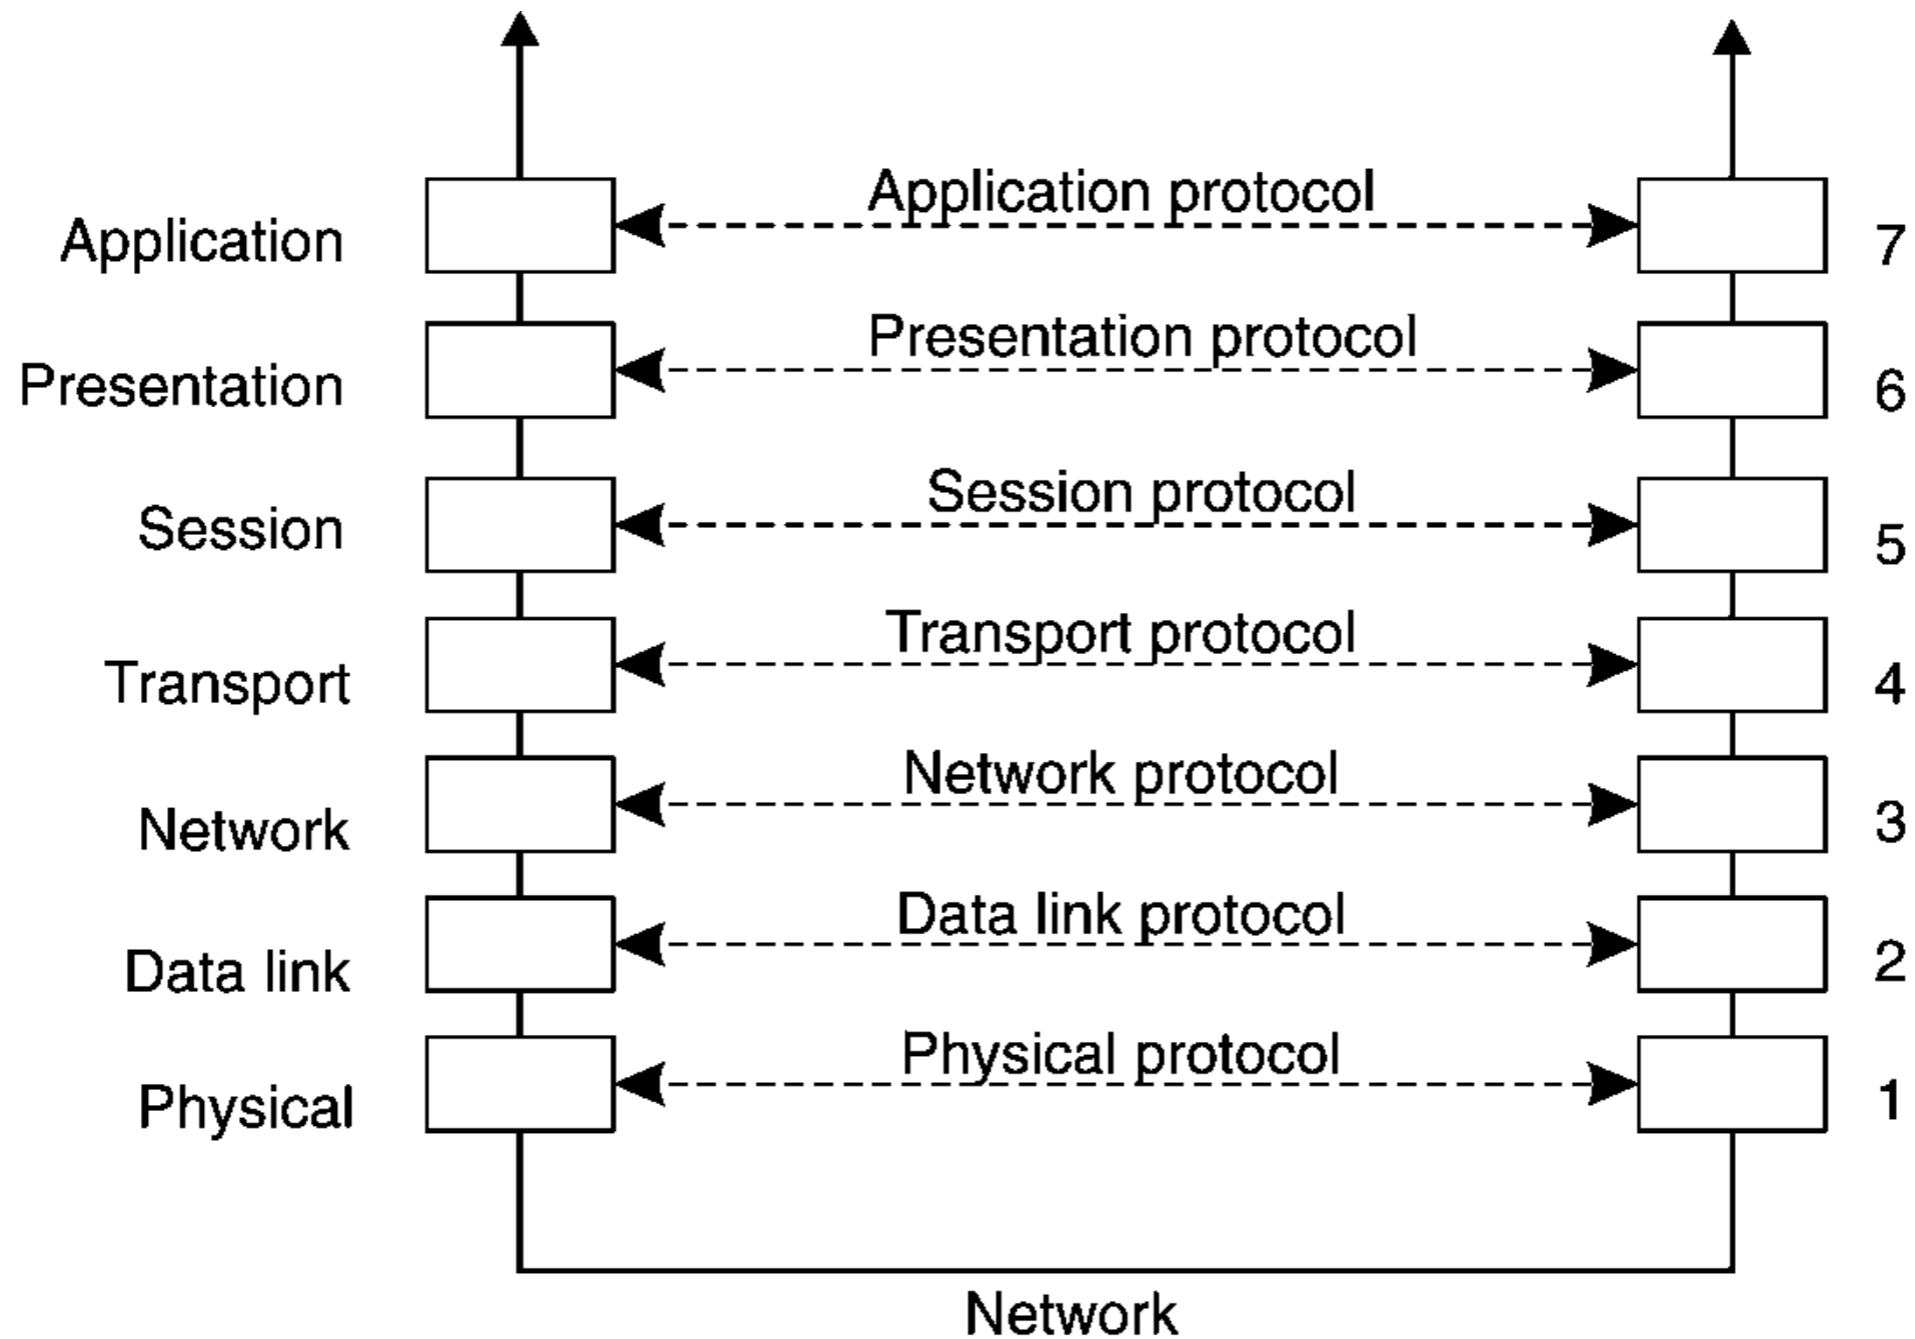 Application protocol
Application
7
Presentation protocol
Presentation
6
Session protocol
Session
5
Transport protocol
Transport
4
Network protocol
Network
3
Data link protocol
Data link
2
Physical protocol
Physical
1
Network